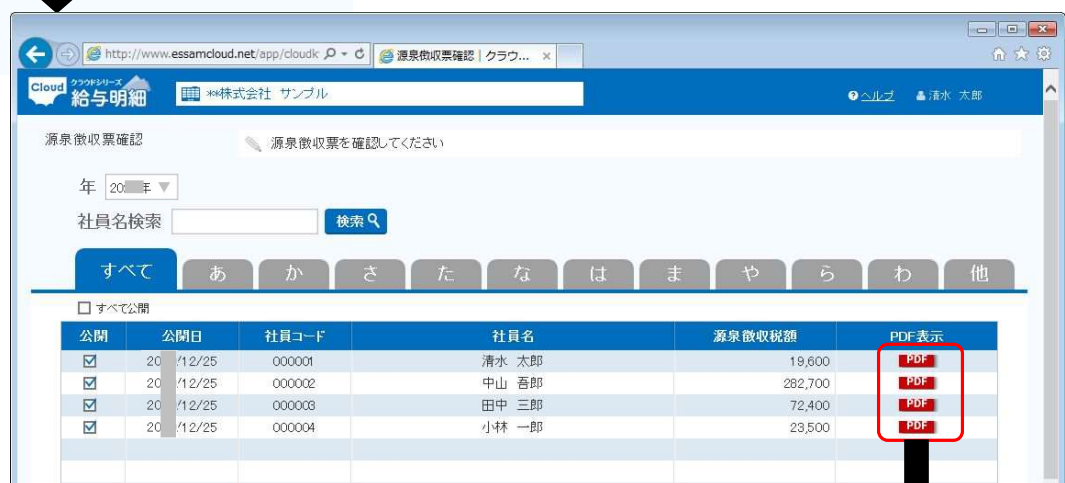 http://www.essamcloud.net/app/cloudk
源泉徴収票確認 | クラウ... ×
Cloud クラウドシリーズ 給与明細
**株式会社 サンプル
ヘルプ 清水 太郎
源泉徴収票確認
源泉徴収票を確認してください
年 20 年 ▼
社員名検索 検索
すべて あ か さ た な は ま や ら わ 他
すべて公開
公開 公開日 社員コード 社員名 源泉徴収税額 PDF表示
20 /12/25 000001 清水 太郎 19,600 PDF
20 /12/25 000002 中山 吾郎 282,700 PDF
20 /12/25 000003 田中 三郎 72,400 PDF
20 /12/25 000004 小林 一郎 23,500 PDF